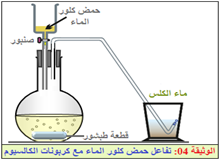 حمض كلور
الماء
صنبور
ماء الكلس
قطعة طبشور
الوثيقة 04: تفاعل حمض كلور الماء مع كربونات الكالسيوم